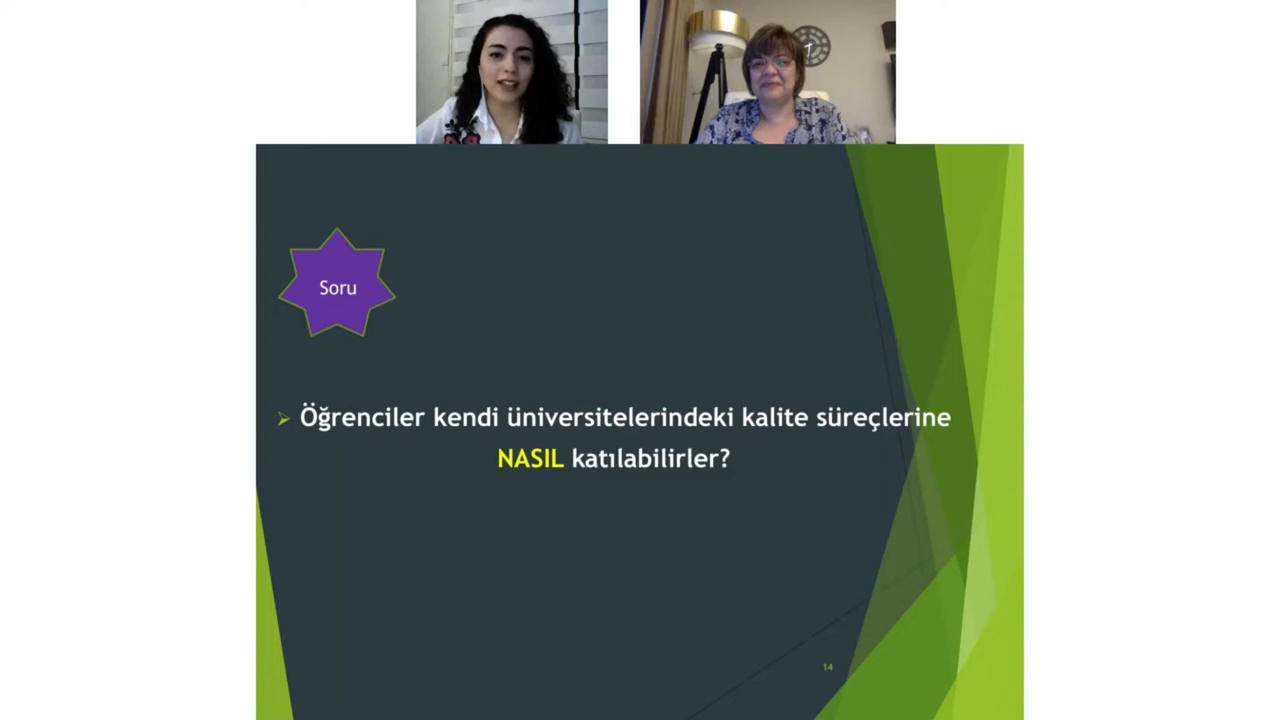 Soru
Öğrenciler kendi üniversitelerindeki kalite süreçlerine
NASIL katılabilirler?
14